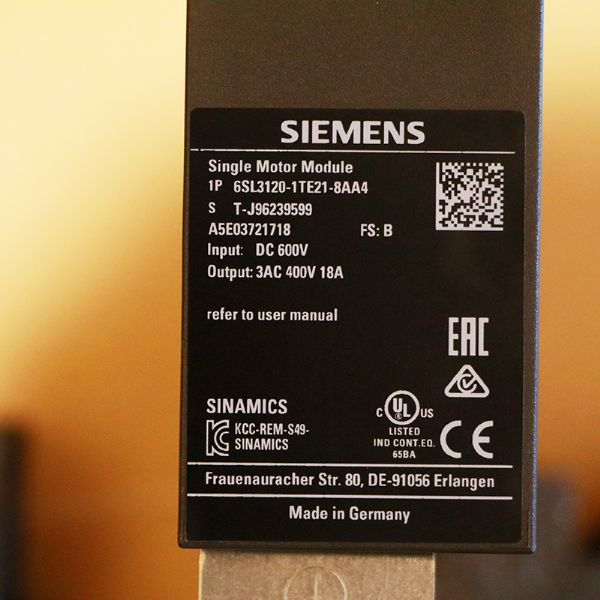 SIEMENS
Single Motor Module
1P 6SL3120-1TE21-8AA4
S T-J96239599
A5E03721718 FS: B
Input: DC 600V
Output: 3AC 400V 18A
refer to user manual
EAC
SINAMICS
KCC-REM-S49-
SINAMICS
C UL US
LISTED
IND CONT.EQ.
65BA
CE
Frauenauracher Str. 80, DE-91056 Erlangen
Made in Germany